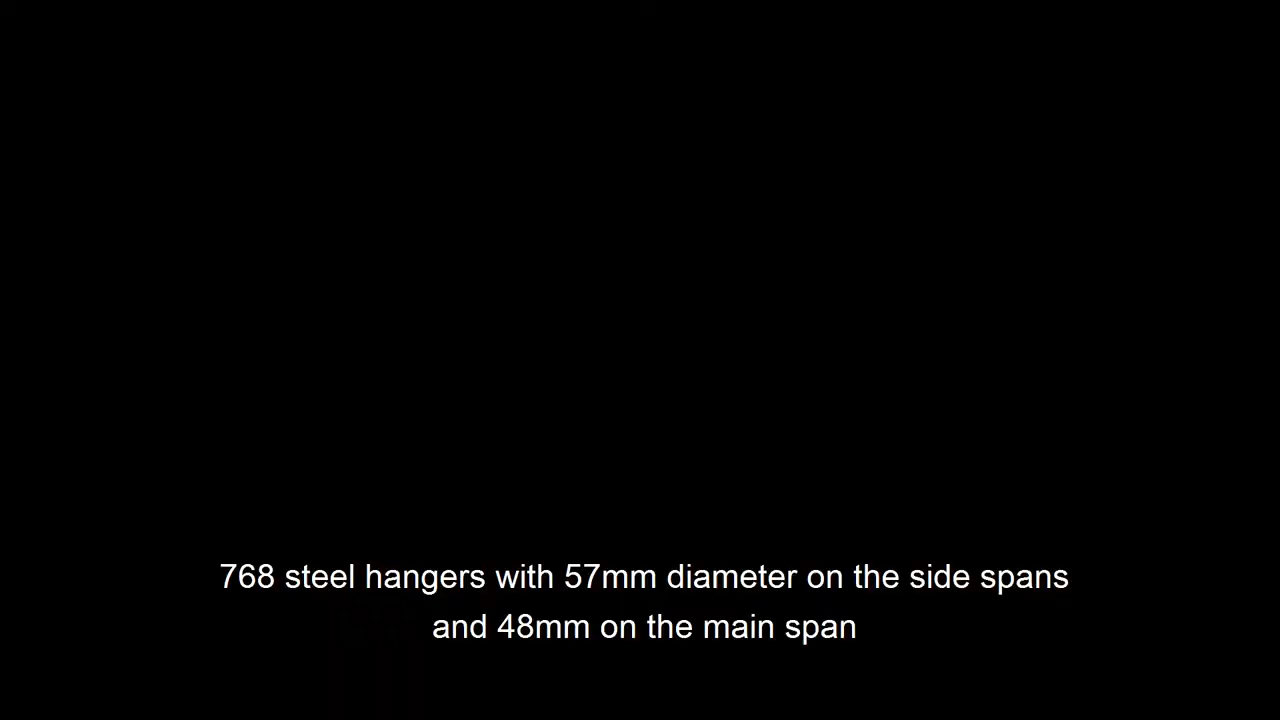 768 steel hangers with 57mm diameter on the side spans
and 48mm on the main span